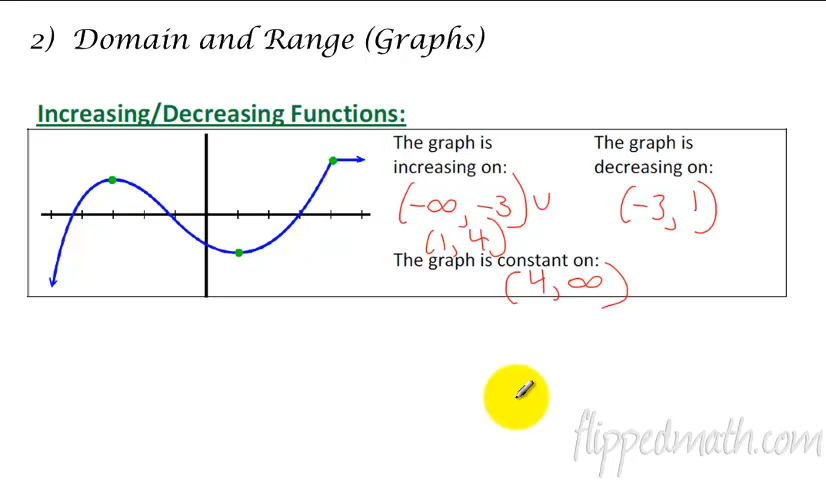 2) Domain and Range (Graphs)
Increasing/Decreasing Functions:
The graph is
increasing on:
(-∞, -3) ∪
(1, 4)
The graph is
decreasing on:
(-3, 1)
The graph is constant on:
(4, ∞)
flippedmath.com